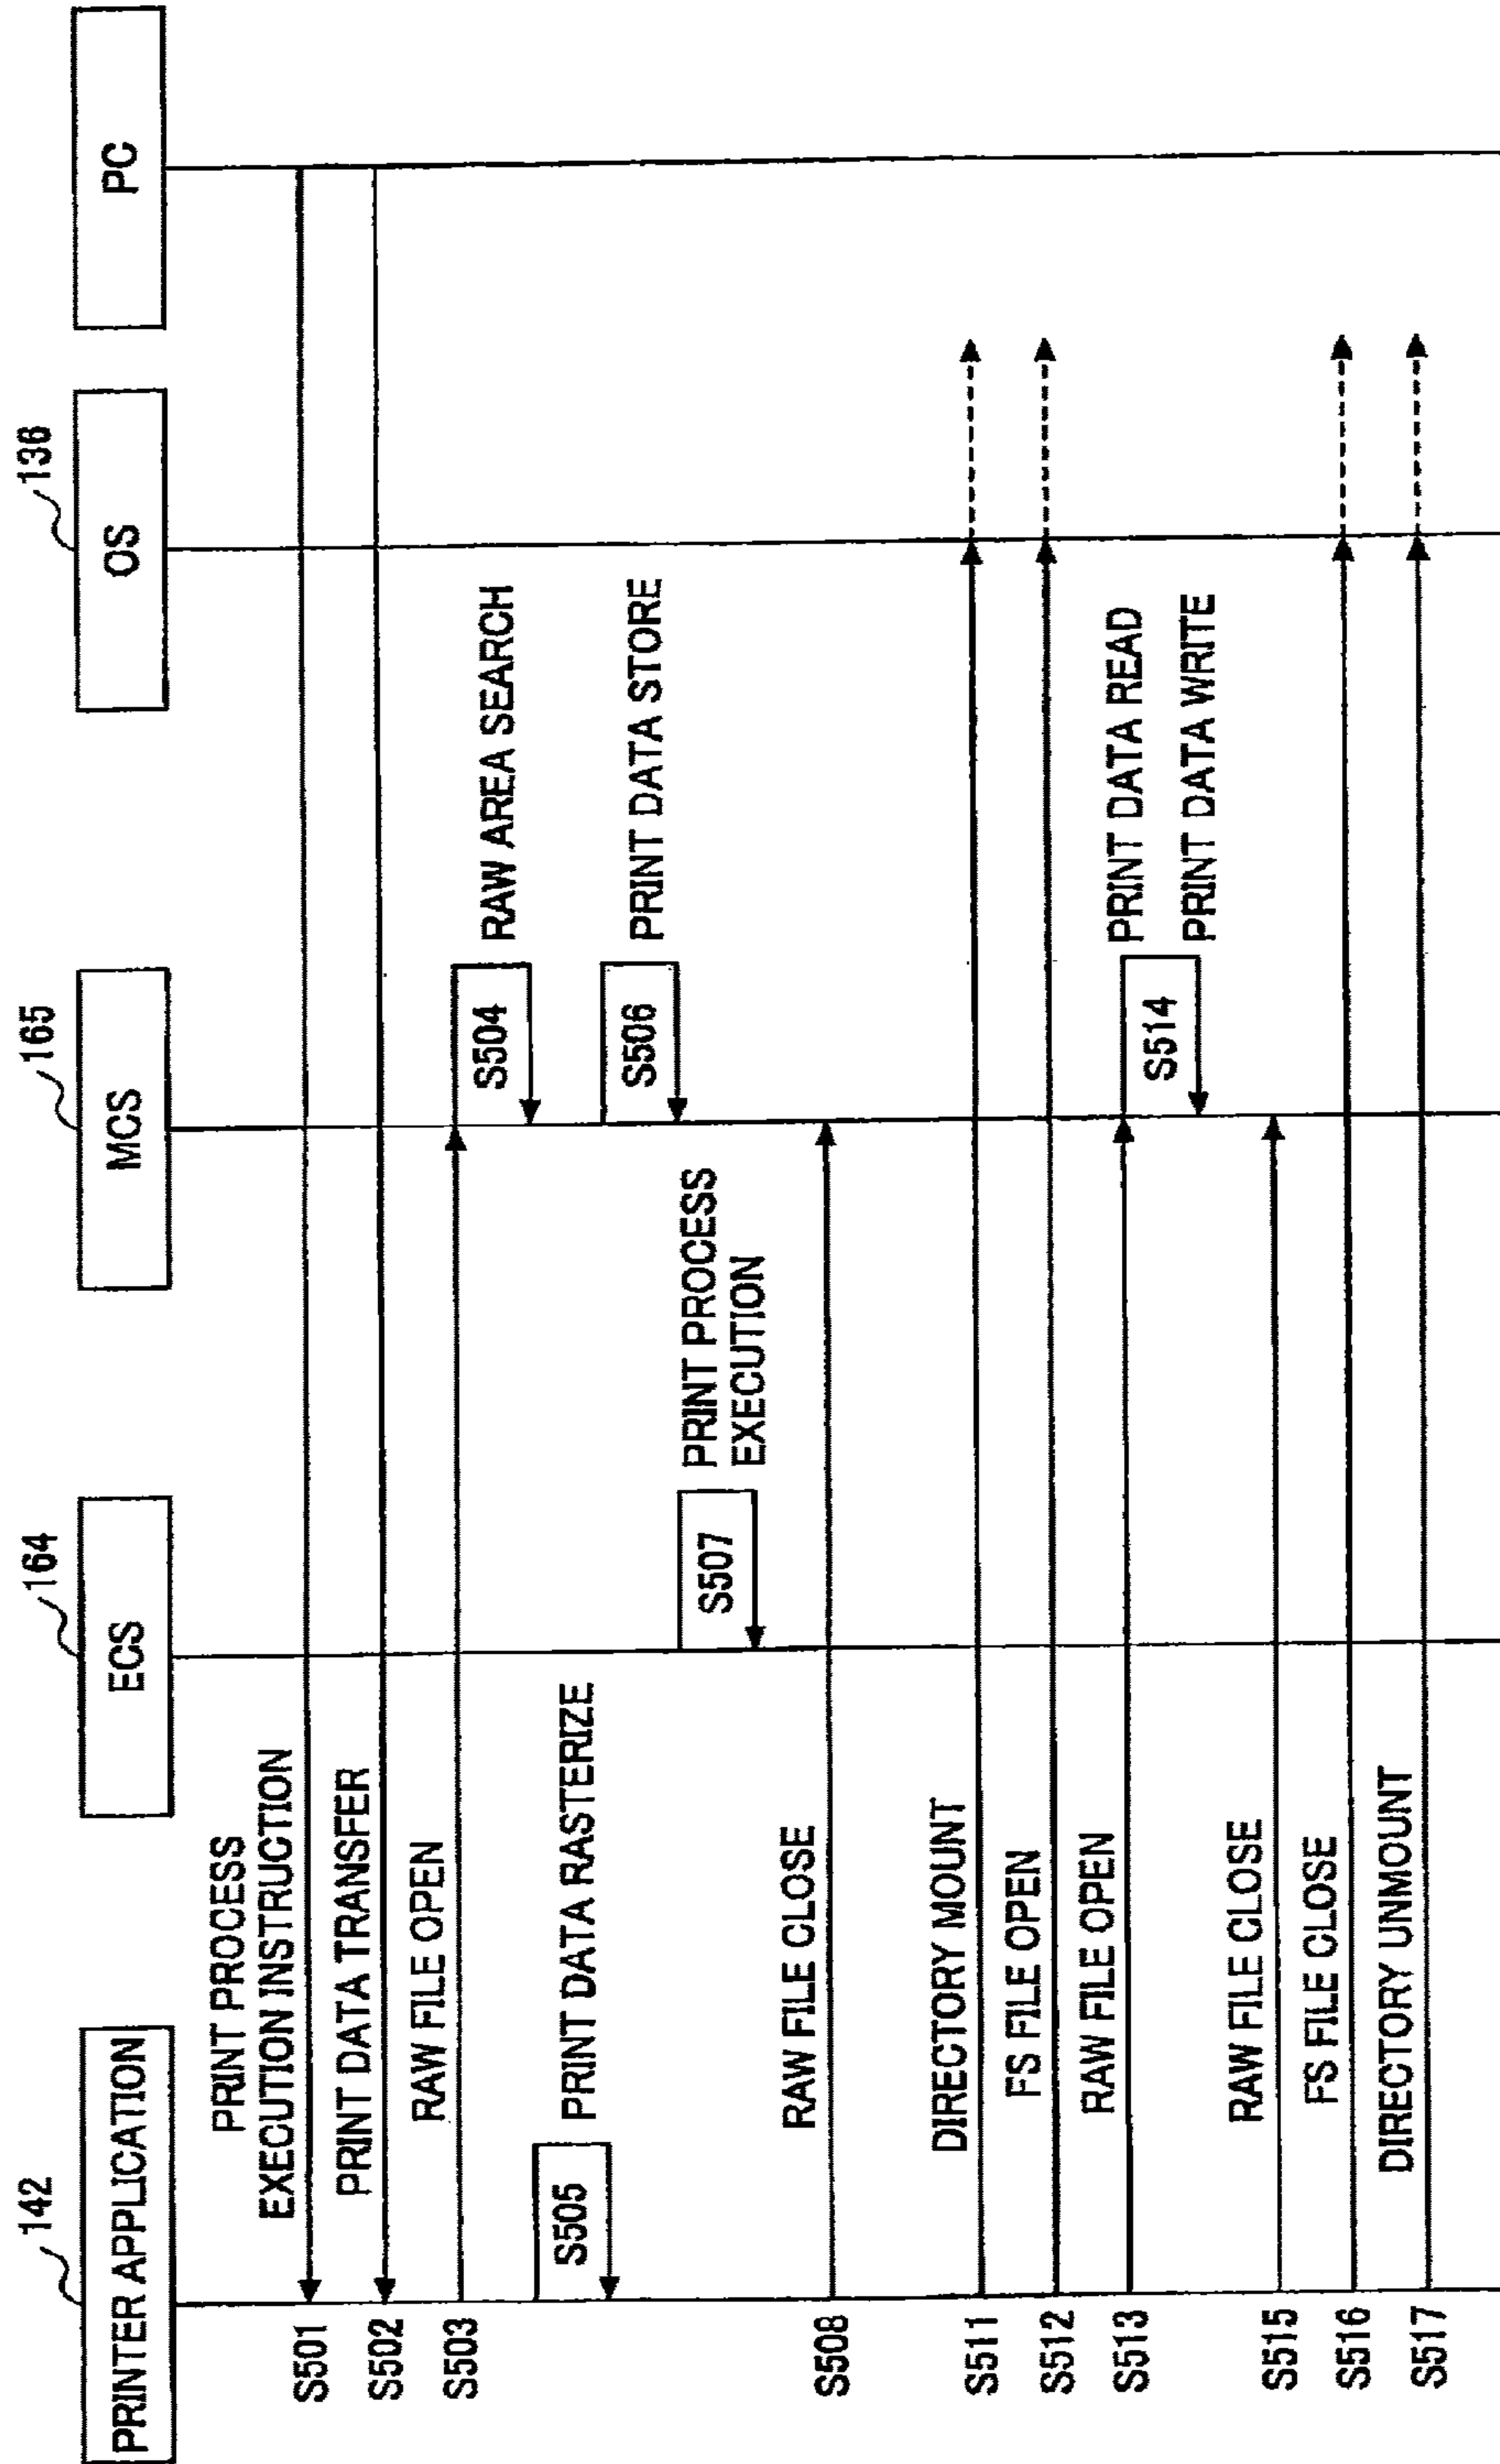 PRINTER APPLICATION
142
ECS
164
MCS
165
OS
136
PC
S501
PRINT PROCESS
EXECUTION INSTRUCTION
S502
PRINT DATA TRANSFER
S503
RAW FILE OPEN
S504
RAW AREA SEARCH
S505
PRINT DATA RASTERIZE
S506
PRINT DATA STORE
S507
PRINT PROCESS
EXECUTION
S508
RAW FILE CLOSE
S511
DIRECTORY MOUNT
S512
FS FILE OPEN
S513
RAW FILE OPEN
S514
PRINT DATA READ
PRINT DATA WRITE
S515
RAW FILE CLOSE
S516
FS FILE CLOSE
S517
DIRECTORY UNMOUNT